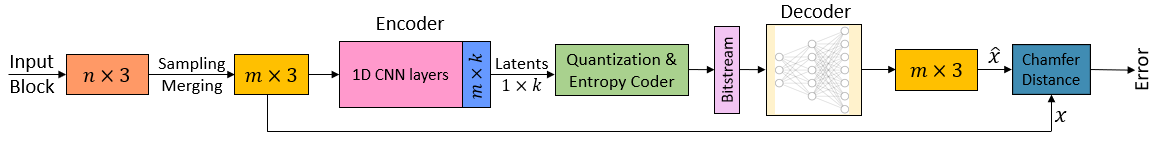 Encoder
Decoder
Input
Block
n × 3
Sampling
Merging
m × 3
1D CNN layers
m × k
Latents
1 × k
Quantization &
Entropy Coder
Bitstream
m × 3
x̂
Chamfer
Distance
Error
x